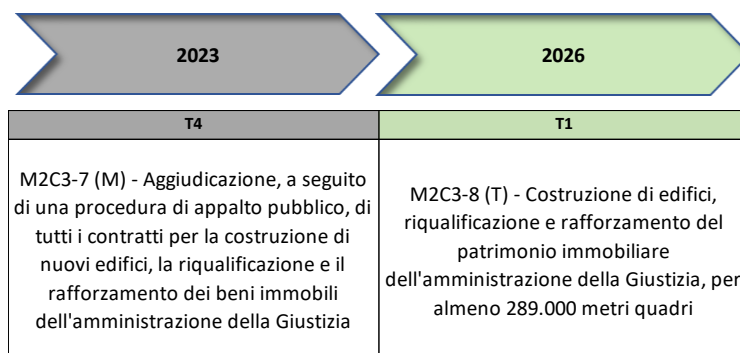 2023
2026
T4
T1
M2C3-7 (M) - Aggiudicazione, a seguito
di una procedura di appalto pubblico, di
tutti i contratti per la costruzione di
nuovi edifici, la riqualificazione e il
rafforzamento dei beni immobili
dell'amministrazione della Giustizia
M2C3-8 (T) - Costruzione di edifici,
riqualificazione e rafforzamento del
patrimonio immobiliare
dell'amministrazione della Giustizia, per
almeno 289.000 metri quadri